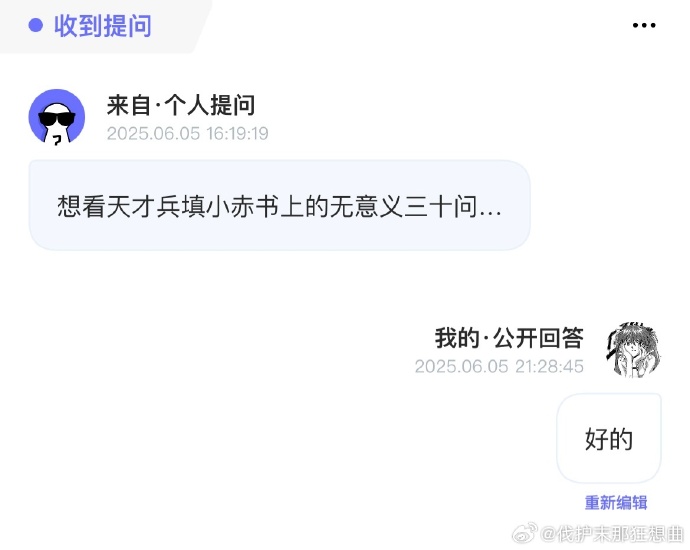 收到提问
来自·个人提问
2025.06.05 16:19:19
想看天才兵填小赤书上的无意义三十问...
我的·公开回答
2025.06.05 21:28:45
好的
重新编辑
@伐护末那狂想曲